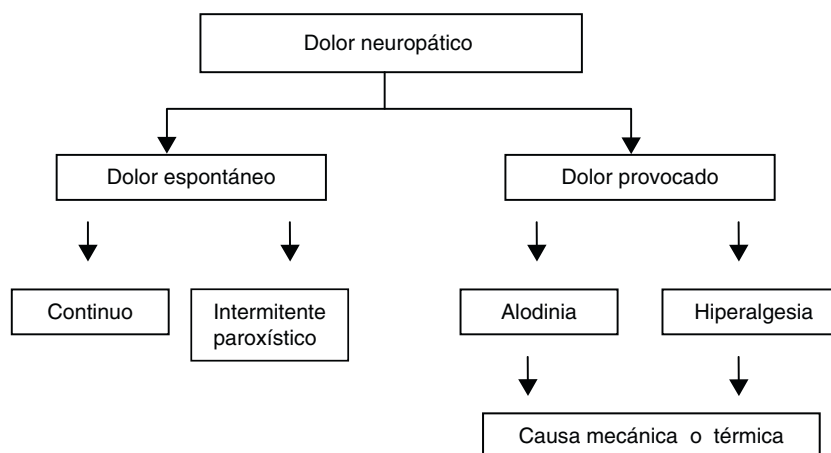 Dolor neuropático
Dolor espontáneo
Dolor provocado
Continuo
Intermitente
paroxístico
Alodinia
Hiperalgesia
Causa mecánica o térmica